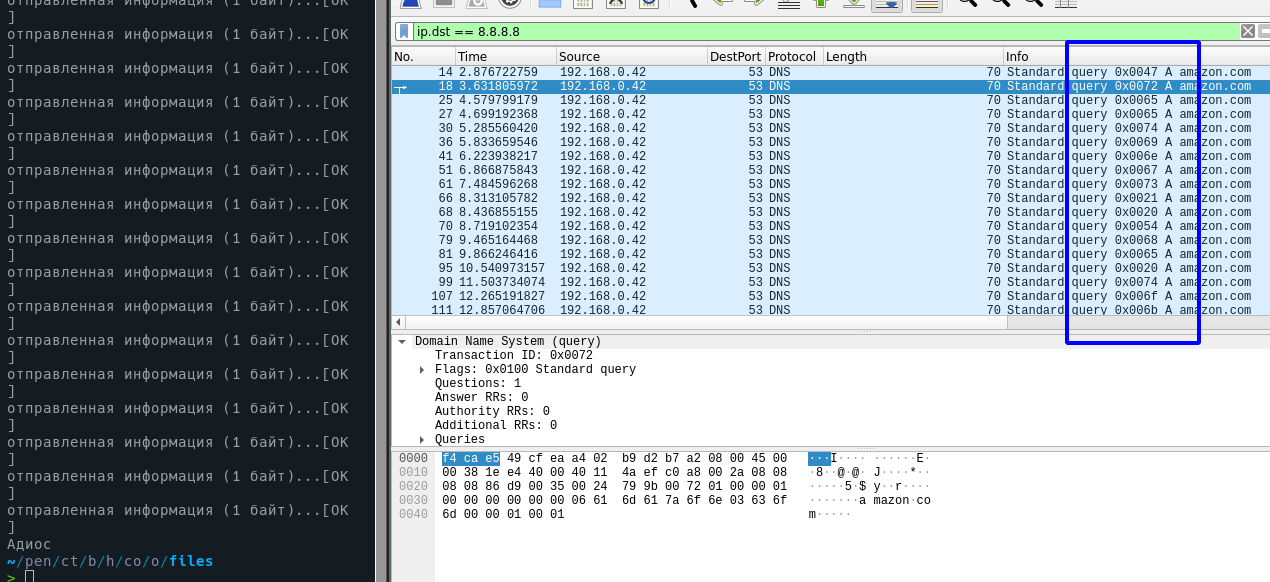 отправленная информация (1 байт)...[OK
]
отправленная информация (1 байт)...[OK
]
отправленная информация (1 байт)...[OK
]
отправленная информация (1 байт)...[OK
]
отправленная информация (1 байт)...[OK
]
отправленная информация (1 байт)...[OK
]
отправленная информация (1 байт)...[OK
]
отправленная информация (1 байт)...[OK
]
отправленная информация (1 байт)...[OK
]
отправленная информация (1 байт)...[OK
]
отправленная информация (1 байт)...[OK
]
отправленная информация (1 байт)...[OK
]
отправленная информация (1 байт)...[OK
]
отправленная информация (1 байт)...[OK
]
отправленная информация (1 байт)...[OK
]
отправленная информация (1 байт)...[OK
]
Адиос
~/pen/ct/b/h/co/o/files
>
ip.dst == 8.8.8.8
No. Time Source DestPort Protocol Length Info
14 2.876722759 192.168.0.42 53 DNS 70 Standard query 0x0047 A amazon.com
18 3.631805972 192.168.0.42 53 DNS 70 Standard query 0x0072 A amazon.com
25 4.579799179 192.168.0.42 53 DNS 70 Standard query 0x0065 A amazon.com
27 4.699192368 192.168.0.42 53 DNS 70 Standard query 0x0065 A amazon.com
30 5.285560420 192.168.0.42 53 DNS 70 Standard query 0x0074 A amazon.com
36 5.833659546 192.168.0.42 53 DNS 70 Standard query 0x0069 A amazon.com
41 6.223938217 192.168.0.42 53 DNS 70 Standard query 0x006e A amazon.com
51 6.866875843 192.168.0.42 53 DNS 70 Standard query 0x0067 A amazon.com
61 7.484596268 192.168.0.42 53 DNS 70 Standard query 0x0073 A amazon.com
66 8.313105782 192.168.0.42 53 DNS 70 Standard query 0x0021 A amazon.com
68 8.436855155 192.168.0.42 53 DNS 70 Standard query 0x0020 A amazon.com
70 8.719102354 192.168.0.42 53 DNS 70 Standard query 0x0054 A amazon.com
79 9.465164468 192.168.0.42 53 DNS 70 Standard query 0x0068 A amazon.com
81 9.866246416 192.168.0.42 53 DNS 70 Standard query 0x0065 A amazon.com
95 10.540973157 192.168.0.42 53 DNS 70 Standard query 0x0020 A amazon.com
99 11.503734074 192.168.0.42 53 DNS 70 Standard query 0x0074 A amazon.com
107 12.265191827 192.168.0.42 53 DNS 70 Standard query 0x006f A amazon.com
111 12.857064706 192.168.0.42 53 DNS 70 Standard query 0x006b A amazon.com
Domain Name System (query)
Transaction ID: 0x0072
Flags: 0x0100 Standard query
Questions: 1
Answer RRs: 0
Authority RRs: 0
Additional RRs: 0
Queries
0000 f4 ca e5 49 cf ea a4 02 b9 d2 b7 a2 08 00 45 00 ···I···· ······E·
0010 00 38 1e e4 40 00 40 11 4a ef c0 a8 00 2a 08 08 ·8··@·@· J····*··
0020 08 08 86 d9 00 35 00 24 79 9b 00 72 01 00 00 01 ·····5·$ y··r····
0030 00 00 00 00 00 00 06 61 6d 61 7a 6f 6e 03 63 6f ·······a mazon·co
0040 6d 00 00 01 00 01 m·····